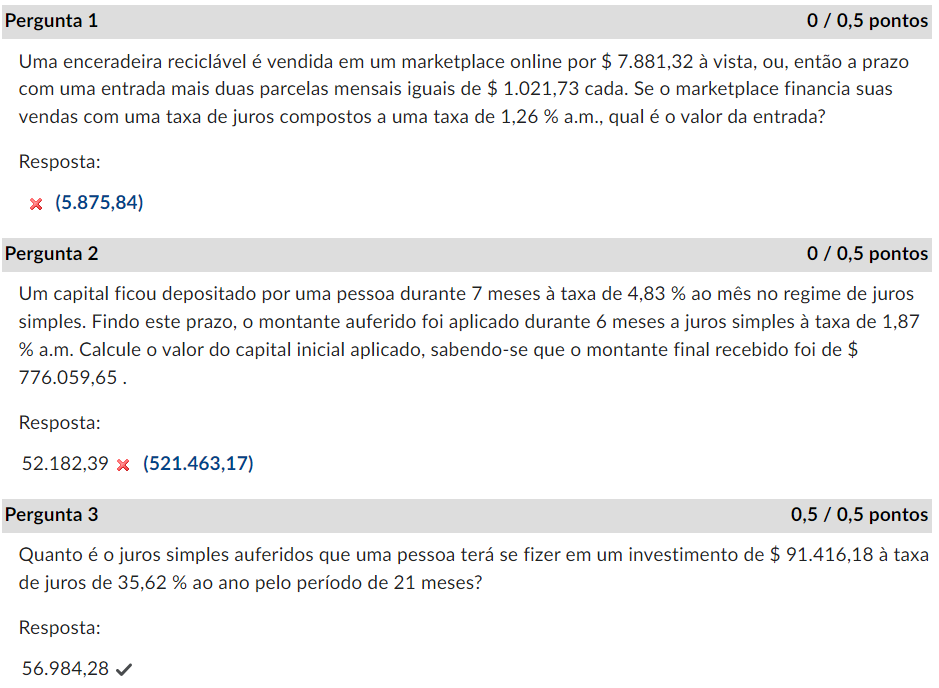 Pergunta 1 0 / 0,5 pontos
Uma enceradeira reciclável é vendida em um marketplace online por $ 7.881,32 à vista, ou, então a prazo
com uma entrada mais duas parcelas mensais iguais de $ 1.021,73 cada. Se o marketplace financia suas
vendas com uma taxa de juros compostos a uma taxa de 1,26 % a.m., qual é o valor da entrada?
Resposta:
(5.875,84)
Pergunta 2 0 / 0,5 pontos
Um capital ficou depositado por uma pessoa durante 7 meses à taxa de 4,83 % ao mês no regime de juros
simples. Findo este prazo, o montante auferido foi aplicado durante 6 meses a juros simples à taxa de 1,87
% a.m. Calcule o valor do capital inicial aplicado, sabendo-se que o montante final recebido foi de $
776.059,65 .
Resposta:
52.182,39 (521.463,17)
Pergunta 3 0,5 / 0,5 pontos
Quanto é o juros simples auferidos que uma pessoa terá se fizer em um investimento de $ 91.416,18 à taxa
de juros de 35,62 % ao ano pelo período de 21 meses?
Resposta:
56.984,28